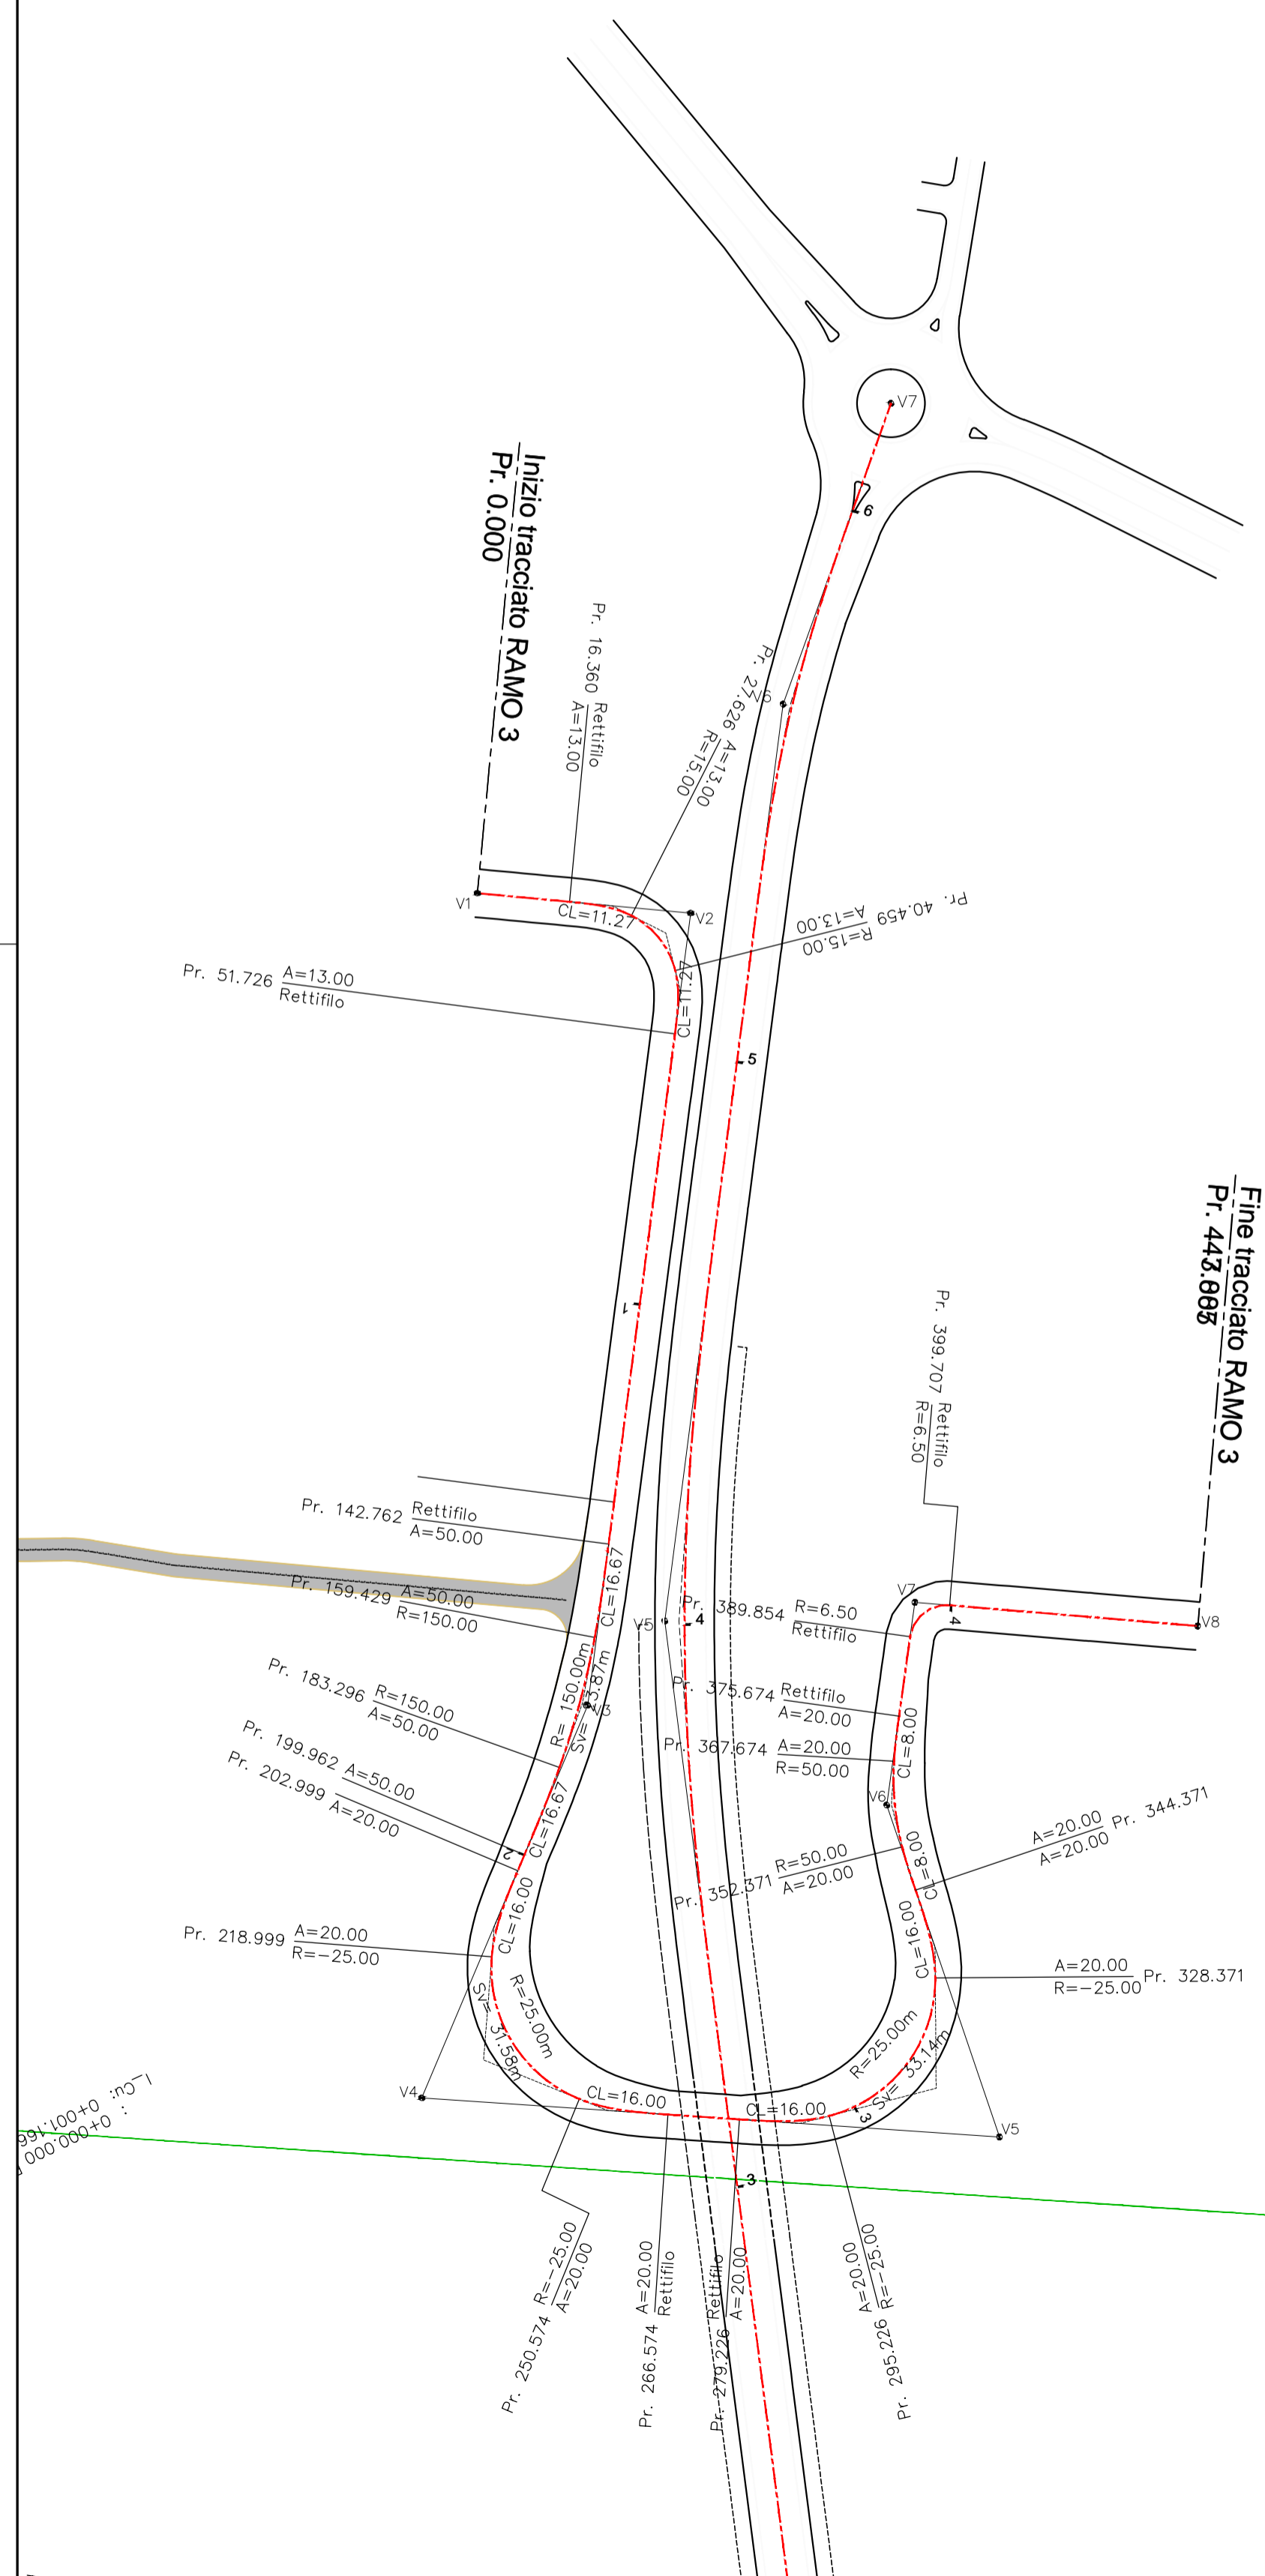 V7
6
Inizio tracciato RAMO 3
Pr. 0.000
Pr. 16.360 Rettifilo
A=13.00
Pr. 27.626 A=13.00
R=15.00
V6
V1
CL=11.27
V2
Pr. 40.459 R=15.00
A=13.00
CL=11.27
Pr. 51.726 A=13.00
Rettifilo
5
Fine tracciato RAMO 3
Pr.
1
Pr. 399.707 Rettifilo
R=6.50
Pr. 142.762 Rettifilo
A=50.00
CL=16.67
Pr. 159.429 A=50.00
R=150.00
V7
4
V8
V5
4
Pr. 389.854 R=6.50
Rettifilo
R= 150.00m
Sv= 23.87m
V3
Pr. 183.296 R=150.00
A=50.00
Pr. 375.674 Rettifilo
A=20.00
CL=8.00
Pr. 367.674 A=20.00
R=50.00
Pr. 199.962 A=50.00
Pr. 202.999 A=20.00
CL=16.67
V6
2
CL=8.00
A=20.00 Pr. 344.371
A=20.00
Pr. 352.371 R=50.00
A=20.00
CL=16.00
CL=16.00
Pr. 218.999 A=20.00
R=-25.00
A=20.00 Pr. 328.371
R=-25.00
R=25.00m
Sv= 31.58m
R=25.00m
Sv= 33.14m
V4
CL=16.00
CL=16.00
3
V5
I_Cu: 0+001.166
: 0+000.000
3
Pr. 250.574 R=-25.00
A=20.00
Pr. 266.574 A=20.00
Rettifilo
Pr. 279.226 Rettifilo
A=20.00
Pr. 295.226 R=-25.00
A=20.00